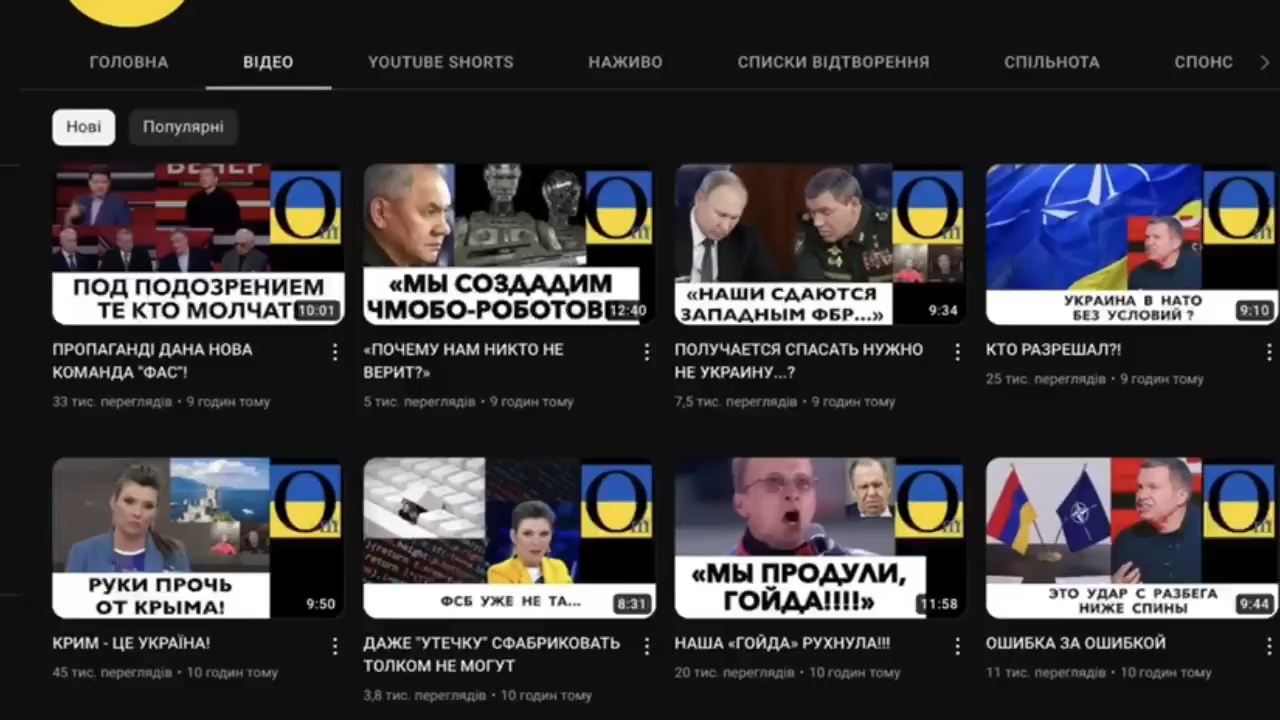 ГОЛОВНА
ВІДЕО
YOUTUBE SHORTS
НАЖИВО
СПИСКИ ВІДТВОРЕННЯ
СПІЛЬНОТА
СПОНС
Нові
Популярні
ВЕЧЕР
ПОД ПОДОЗРЕНИЕМ
ТЕ КТО МОЛЧАТ
10:01
«МЫ СОЗДАДИМ
ЧМОБО-РОБОТОВ
12:40
«НАШИ СДАЮТСЯ
ЗАПАДНЫМ ФБР...»
9:34
УКРАИНА В НАТО
БЕЗ УСЛОВИЙ ?
9:10
ПРОПАГАНДІ ДАНА НОВА
КОМАНДА "ФАС"!
33 тис. переглядів • 9 годин тому
«ПОЧЕМУ НАМ НИКТО НЕ
ВЕРИТ?»
5 тис. переглядів • 9 годин тому
ПОЛУЧАЕТСЯ СПАСАТЬ НУЖНО
НЕ УКРАИНУ...?
7,5 тис. переглядів • 9 годин тому
КТО РАЗРЕШАЛ?!
25 тис. переглядів • 9 годин тому
РУКИ ПРОЧЬ
ОТ КРЫМА!
9:50
ФСБ УЖЕ НЕ ТА...
8:31
«МЫ ПРОДУЛИ,
ГОЙДА!!!!»
11:58
ЭТО УДАР С РАЗБЕГА
НИЖЕ СПИНЫ
9:44
КРИМ - ЦЕ УКРАЇНА!
45 тис. переглядів • 10 годин тому
ДАЖЕ "УТЕЧКУ" СФАБРИКОВАТЬ
ТОЛКОМ НЕ МОГУТ
3,8 тис. переглядів • 10 годин тому
НАША «ГОЙДА» РУХНУЛА!!!
20 тис. переглядів • 10 годин тому
ОШИБКА ЗА ОШИБКОЙ
11 тис. переглядів • 10 годин тому